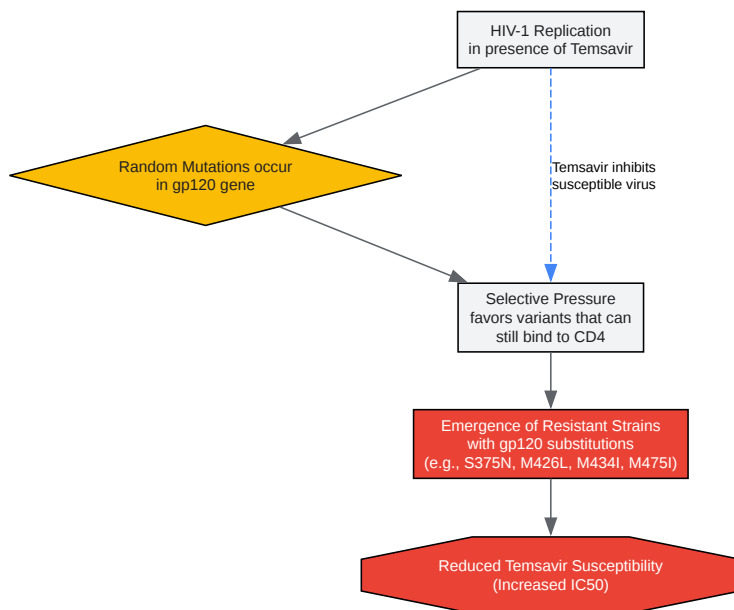 HIV-1 Replication
in presence of Temsavir
Random Mutations occur
in gp120 gene
Temsavir inhibits
susceptible virus
Selective Pressure
favors variants that can
still bind to CD4
Emergence of Resistant Strains
with gp120 substitutions
(e.g., S375N, M426L, M434I, M475I)
Reduced Temsavir Susceptibility
(Increased IC50)